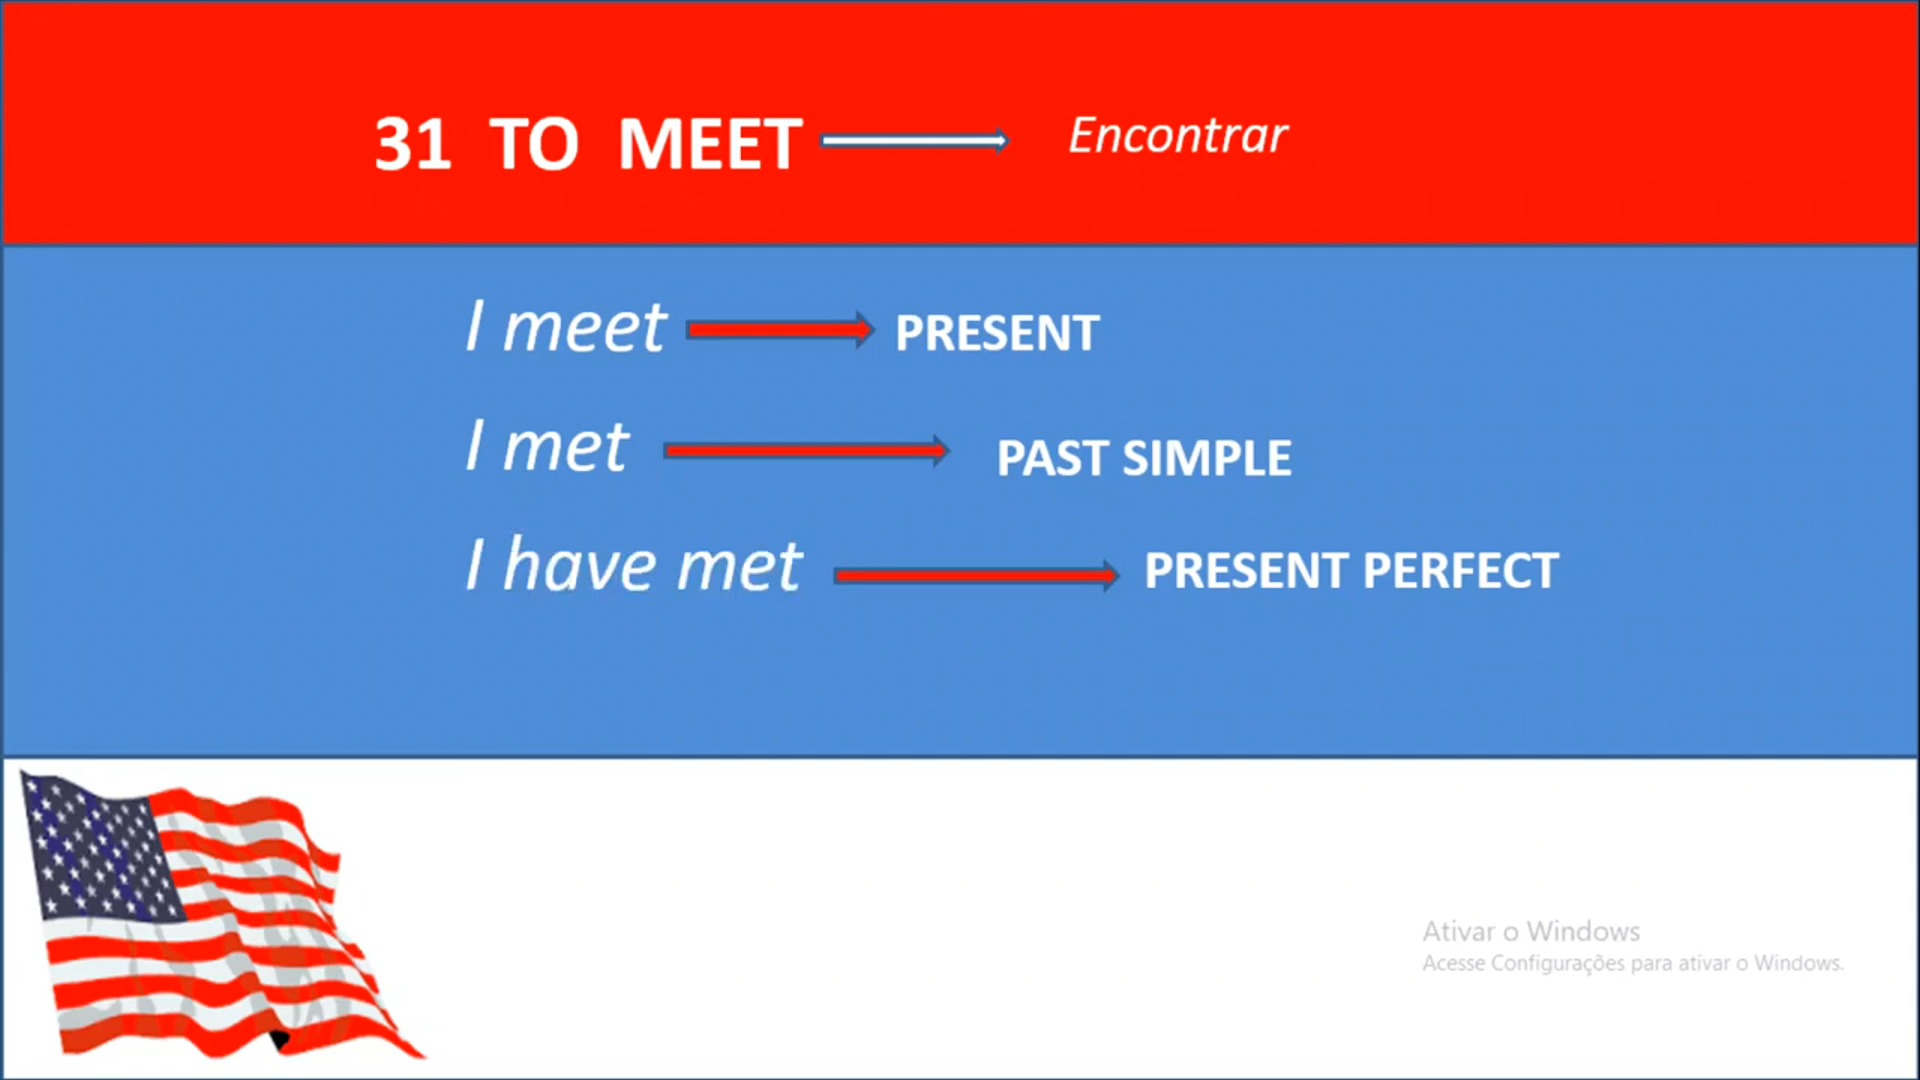 31 TO MEET Encontrar
I meet PRESENT
I met PAST SIMPLE
I have met PRESENT PERFECT
Ativar o Windows
Acesse Configurações para ativar o Windows.